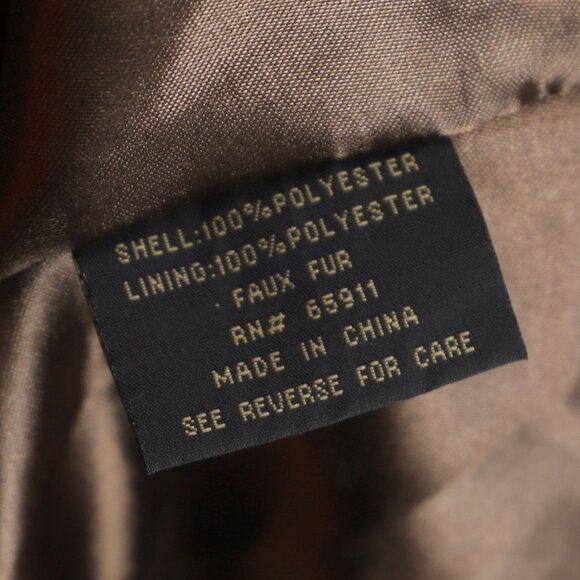 SHELL:100%POLYESTER
LINING:100%POLYESTER
FAUX FUR
RN# 65911
MADE IN CHINA
SEE REVERSE FOR CARE